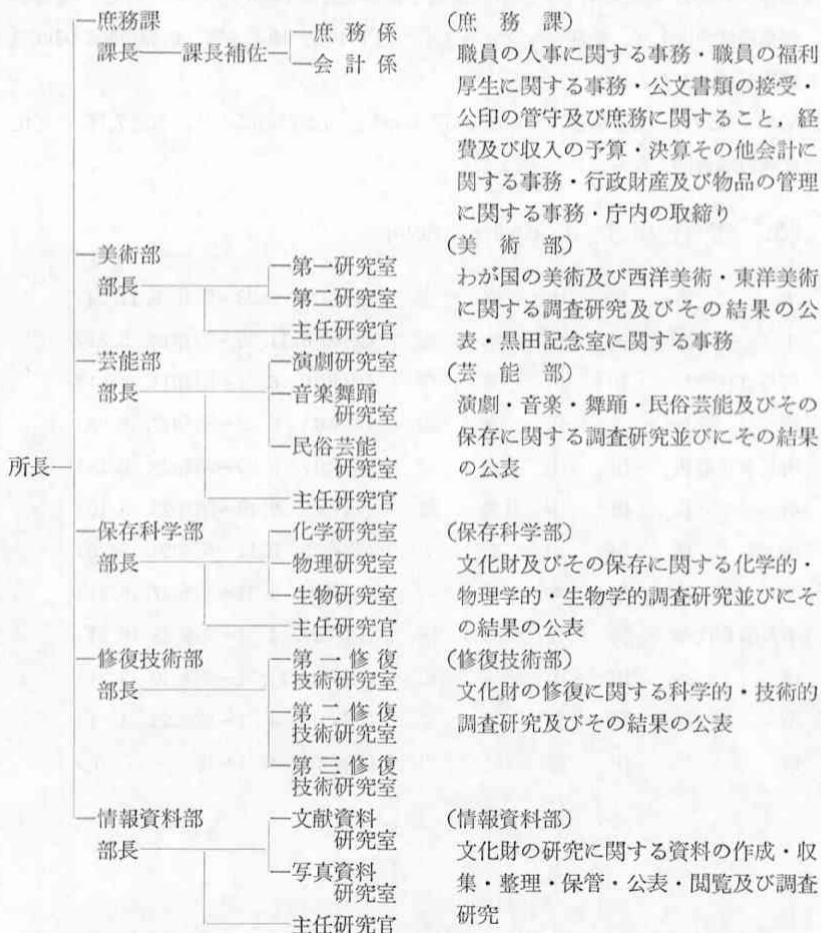 庶務課
課長 課長補佐
庶務係
会計係
(庶務課)
職員の人事に関する事務・職員の福利
厚生に関する事務・公文書類の接受・
公印の管守及び庶務に関すること,経
費及び収入の予算・決算その他会計に
関する事務・行政財産及び物品の管理
に関する事務・庁内の取締り
美術部
部長
第一研究室
第二研究室
主任研究官
(美術部)
わが国の美術及び西洋美術・東洋美術
に関する調査研究及びその結果の公
表・黒田記念室に関する事務
芸能部
部長
演劇研究室
音楽舞踊
研究室
民俗芸能
研究室
主任研究官
(芸能部)
演劇・音楽・舞踊・民俗芸能及びその
保存に関する調査研究並びにその結果
の公表
所長
保存科学部
部長
化学研究室
物理研究室
生物研究室
主任研究官
(保存科学部)
文化財及びその保存に関する化学的・
物理学的・生物学的調査研究並びにそ
の結果の公表
修復技術部
部長
第一修復
技術研究室
第二修復
技術研究室
第三修復
技術研究室
(修復技術部)
文化財の修復に関する科学的・技術的
調査研究及びその結果の公表
情報資料部
部長
文献資料
研究室
写真資料
研究室
主任研究官
(情報資料部)
文化財の研究に関する資料の作成・収
集・整理・保管・公表・閲覧及び調査
研究